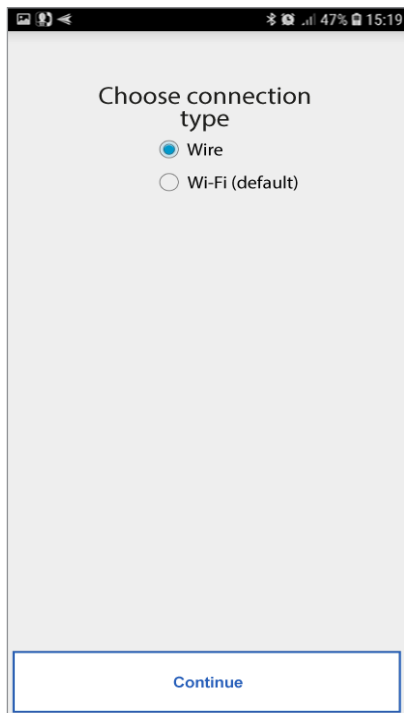 47% 15:19
Choose connection
type
Wire
Wi-Fi (default)
Continue